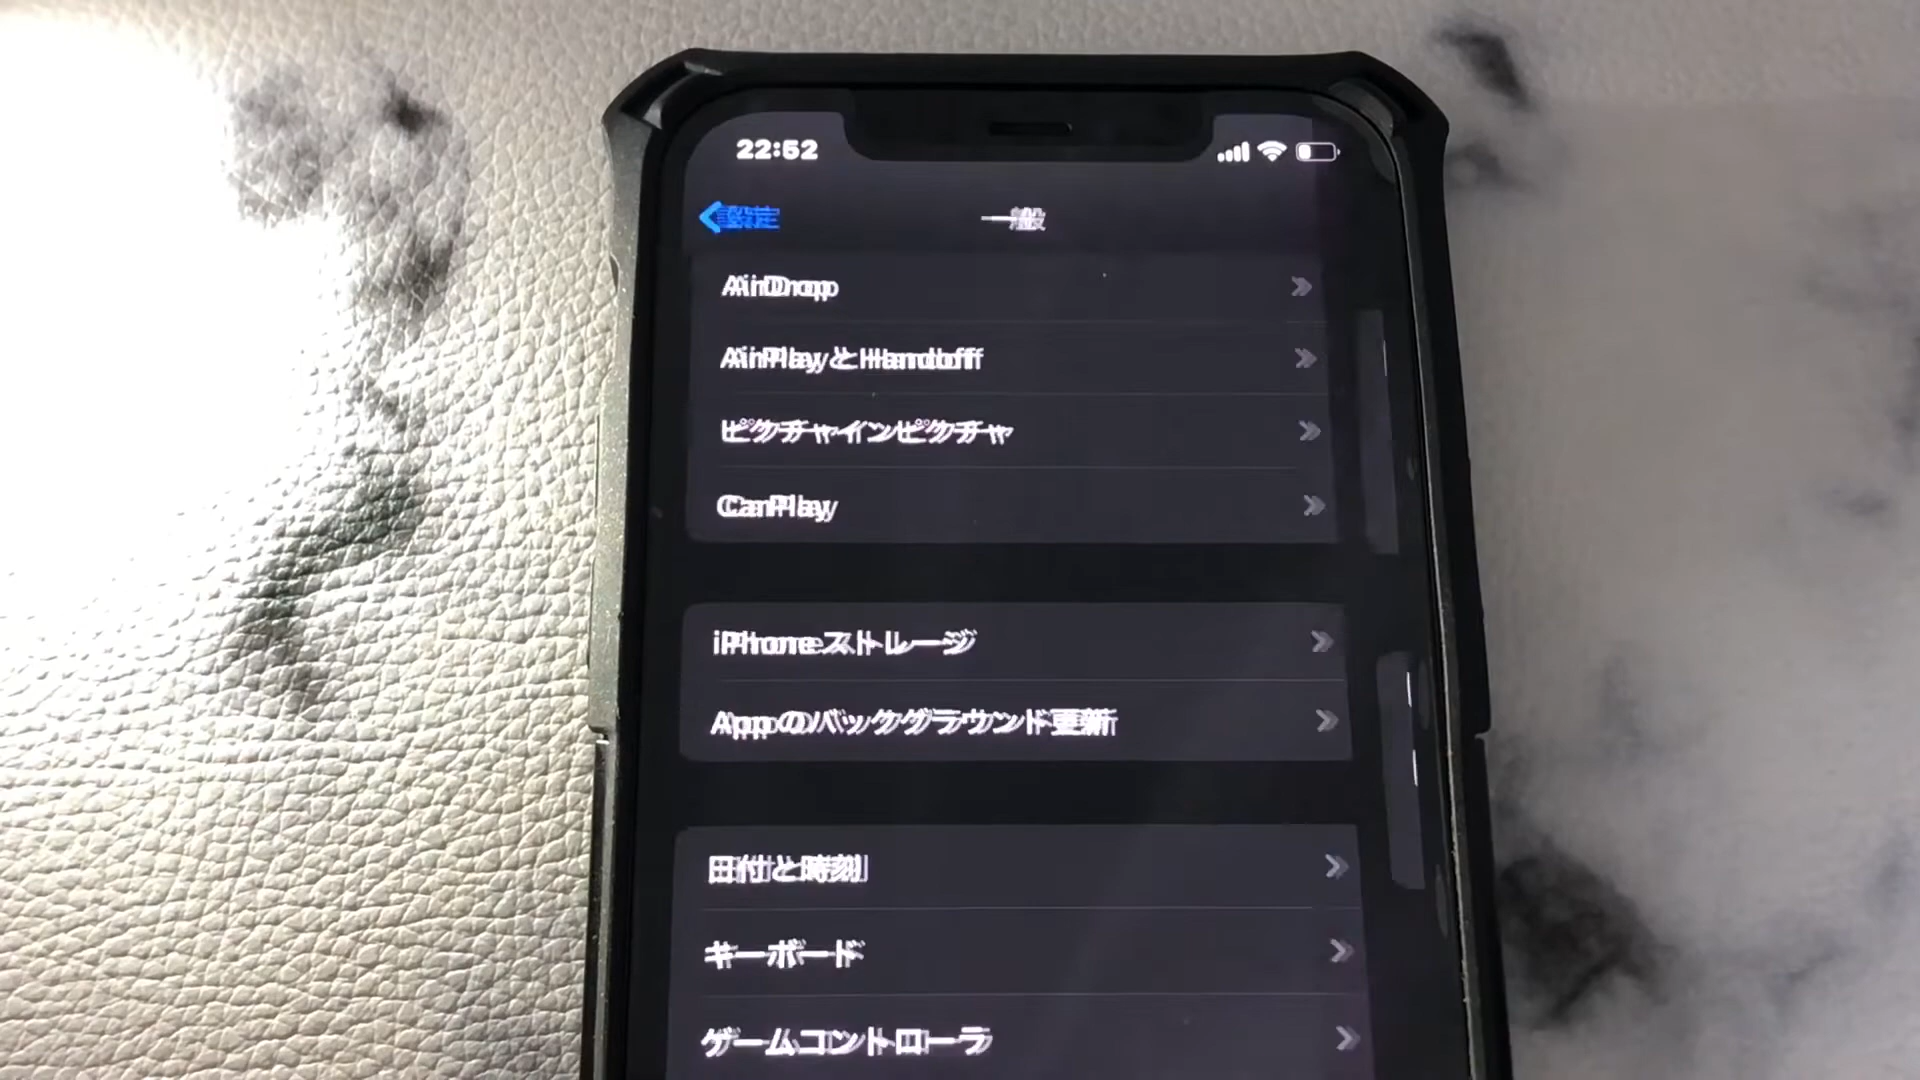 22:52
設定
一般
AirDrop
AirPlayとHandoff
ピクチャインピクチャ
CarPlay
iPhoneストレージ
Appのバックグラウンド更新
日付と時刻
キーボード
ゲームコントローラ